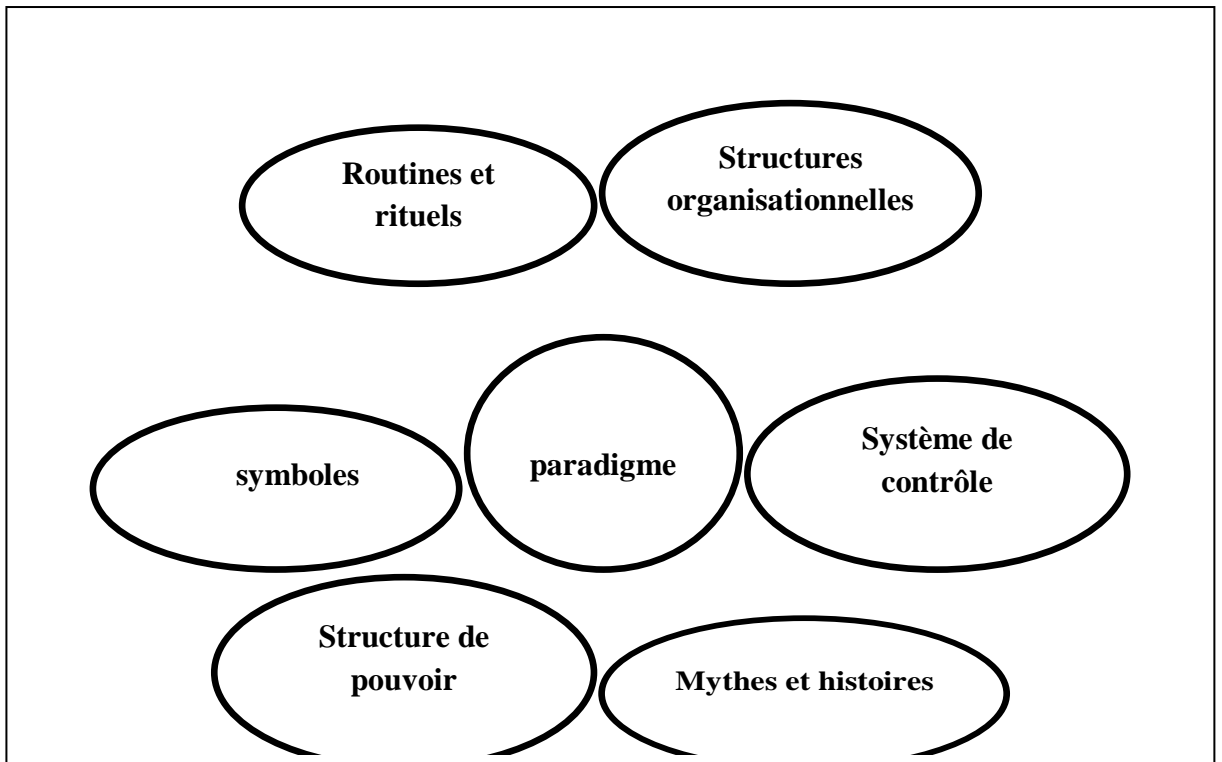 Routines et
rituels
Structures
organisationnelles
symboles
paradigme
Système de
contrôle
Structure de
pouvoir
Mythes et histoires